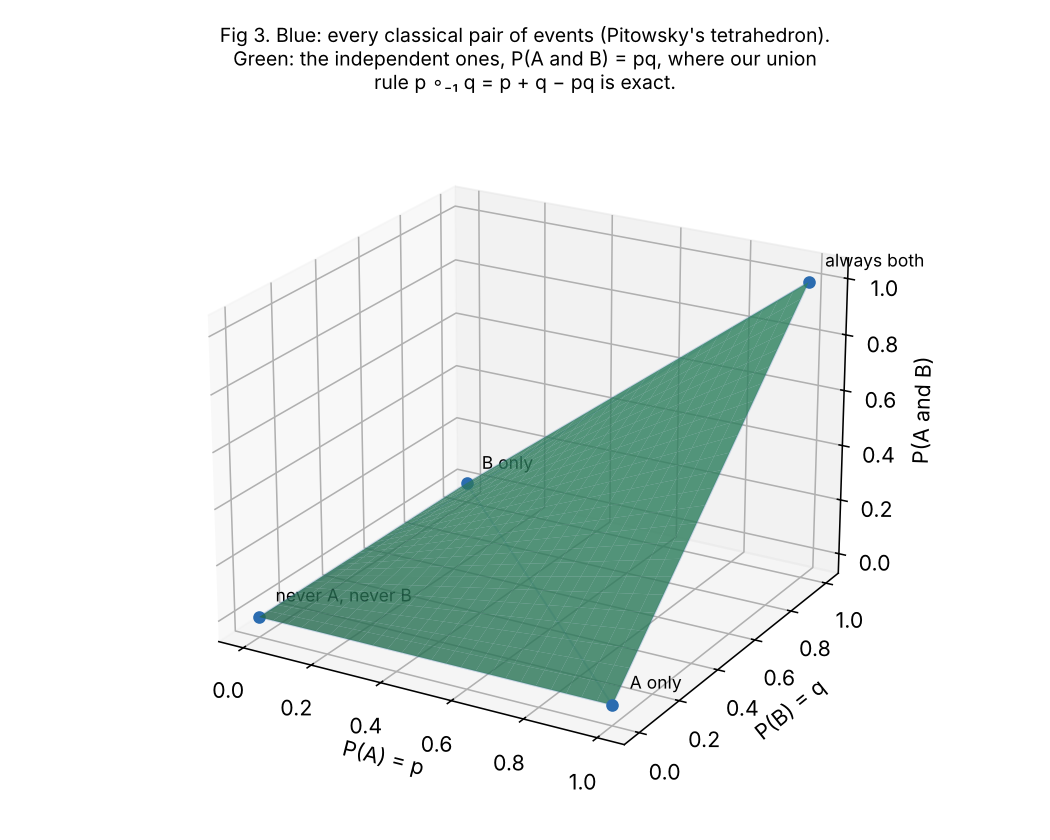 Fig 3. Blue: every classical pair of events (Pitowsky's tetrahedron).
Green: the independent ones, P(A and B) = pq, where our union
rule p ∘₋₁ q = p + q − pq is exact.
always both
1.0
0.8
0.6
0.4
0.2
0.0
P(A and B)
B only
never A, never B
A only
0.0
0.2
0.4
0.6
0.8
1.0
P(A) = p
0.0
0.2
0.4
0.6
0.8
1.0
P(B) = q